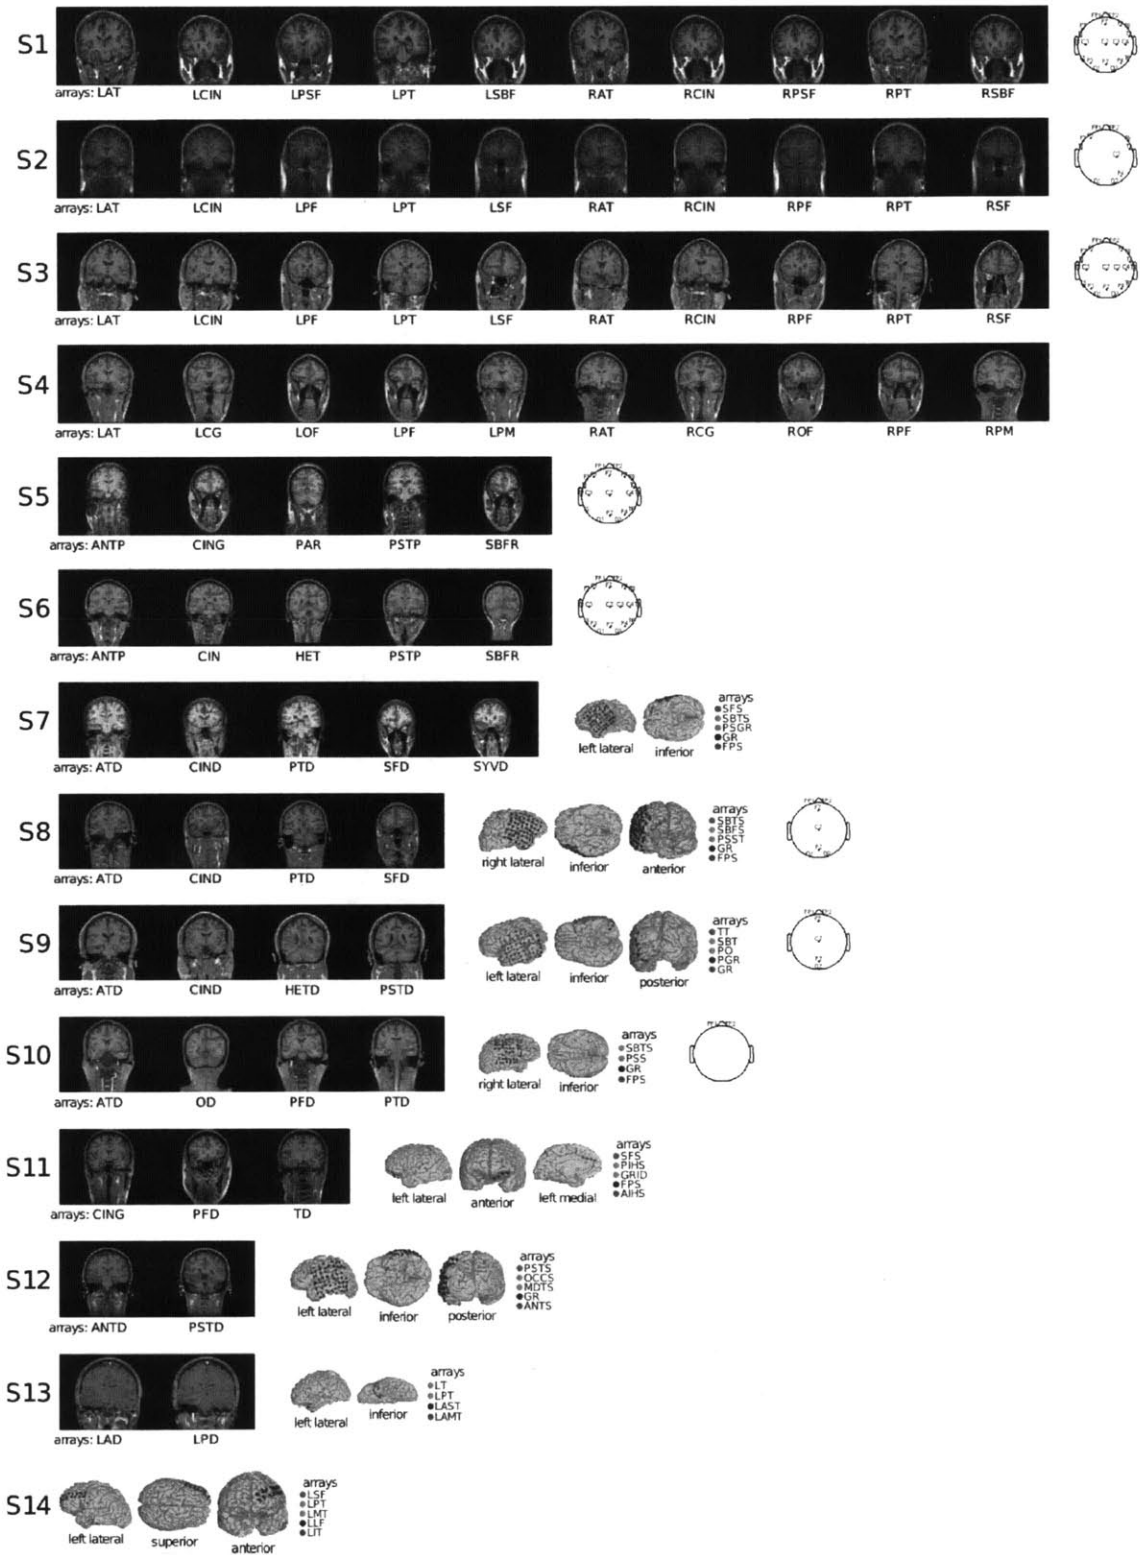 S1
arrays: LAT LCIN LPSF LPT LSBF RAT RCIN RPSF RPT RSBF
S2
arrays: LAT LCIN LPF LPT LSF RAT RCIN RPF RPT RSF
S3
arrays: LAT LCIN LPF LPT LSF RAT RCIN RPF RPT RSF
S4
arrays: LAT LCG LOF LPF LPM RAT RCG ROF RPF RPM
S5
arrays: ANTP CING PAR PSTP SBFR
S6
arrays: ANTP CIN HET PSTP SBFR
S7
arrays: ATD CIND PTD SFD SYVD
left lateral inferior
arrays
SFS
SBTS
PSGR
GR
FPS
S8
arrays: ATD CIND PTD SFD
right lateral inferior anterior
arrays
SBTS
SBFS
PSST
GR
FPS
S9
arrays: ATD CIND HETD PSTD
left lateral inferior posterior
arrays
TT
SBT
PO
PGR
GR
S10
arrays: ATD OD PFD PTD
right lateral inferior
arrays
SBTS
PSS
GR
FPS
S11
arrays: CING PFD TD
left lateral anterior left medial
arrays
SFS
PIHS
GRID
FPS
AIHS
S12
arrays: ANTD PSTD
left lateral inferior posterior
arrays
PSTS
OCCS
MDTS
GR
ANTS
S13
arrays: LAD LPD
left lateral inferior
arrays
LT
LPT
LAST
LAMT
S14
left lateral superior anterior
arrays
LSF
LPT
LMT
LLF
LIT